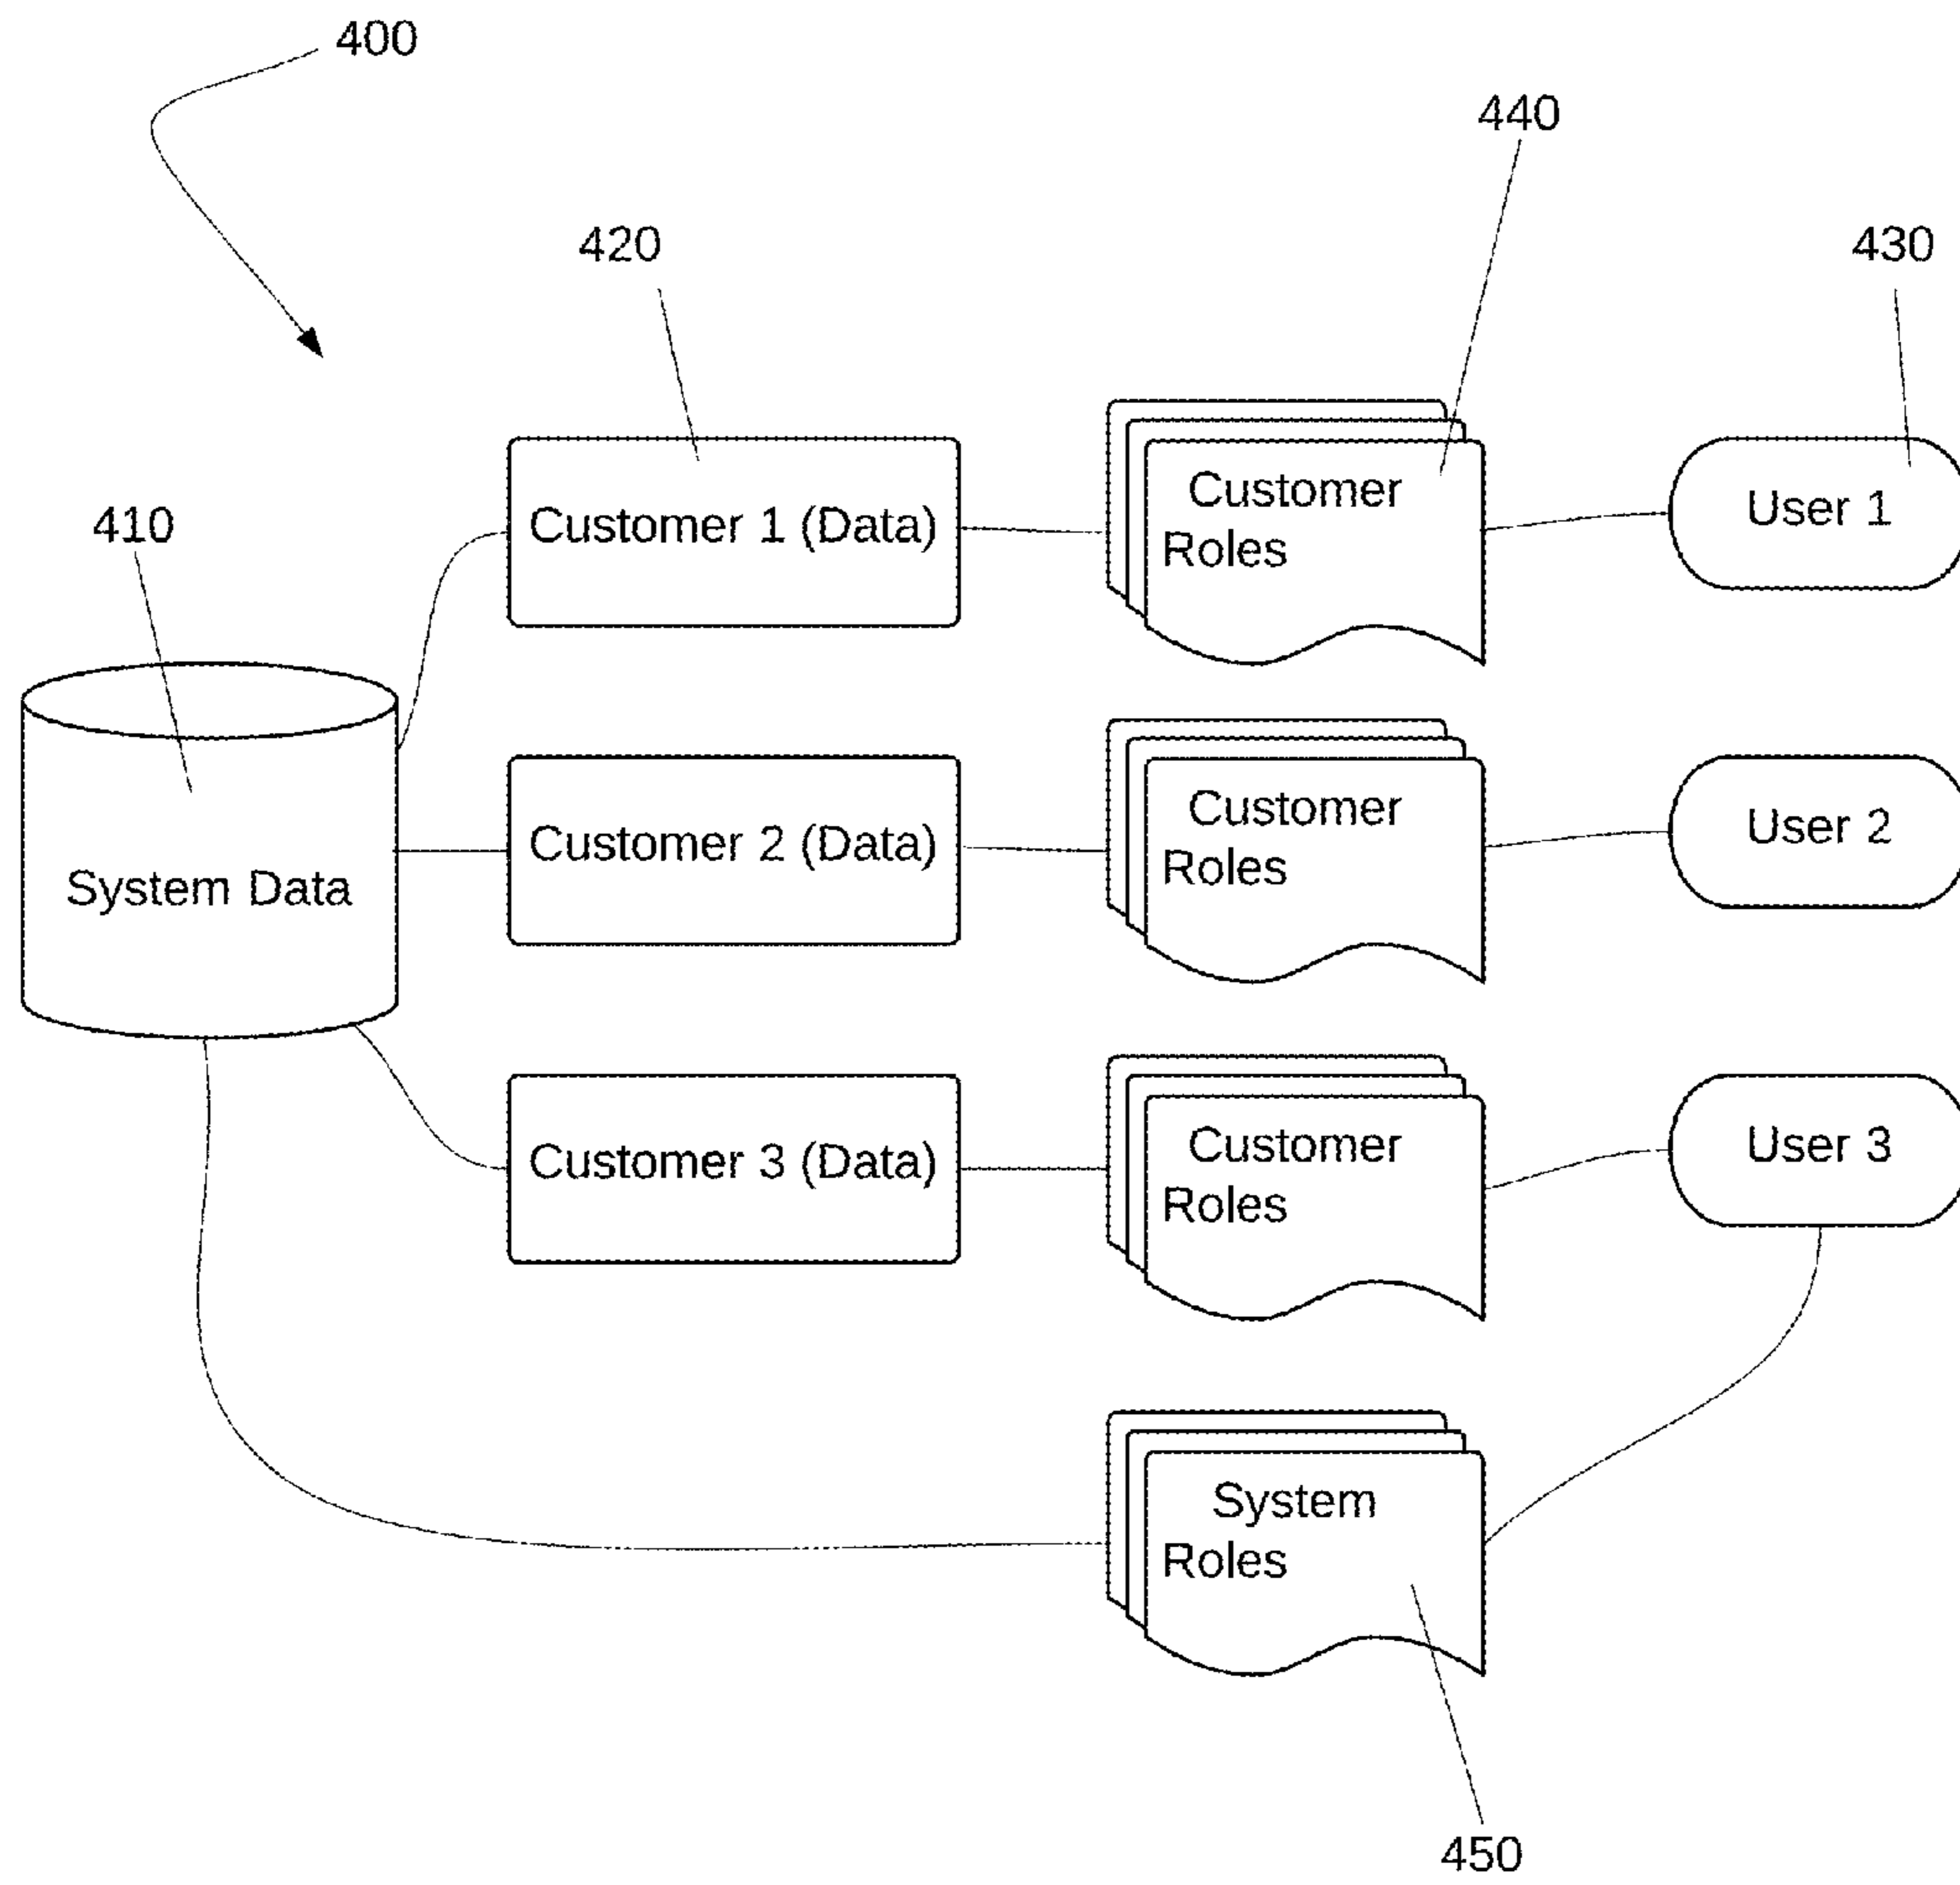 400
440
420
430
410
Customer 1 (Data)
Customer
Roles
User 1
System Data
Customer 2 (Data)
Customer
Roles
User 2
Customer 3 (Data)
Customer
Roles
User 3
System
Roles
450